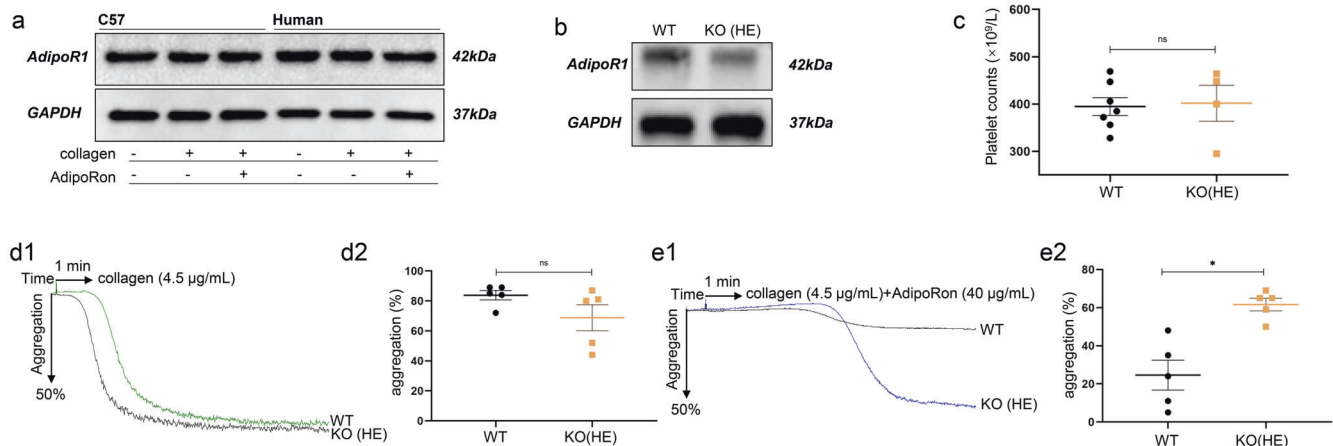 a
C57 Human
AdipoR1 42kDa
GAPDH 37kDa
collagen - + + - + +
AdipoRon + +
b
WT KO (HE)
AdipoR1 42kDa
GAPDH 37kDa
c
Platelet counts (×10⁹/L)
600
500
400
300
ns
WT KO(HE)
d1
Time 1 min collagen (4.5 µg/mL)
Aggregation
50%
WT
KO (HE)
d2
aggregation (%)
100
80
60
40
20
0
ns
WT KO(HE)
e1
Time 1 min collagen (4.5 µg/mL)+AdipoRon (40 µg/mL)
Aggregation
50%
WT
KO (HE)
e2
aggregation (%)
80
60
40
20
0
*
WT KO(HE)